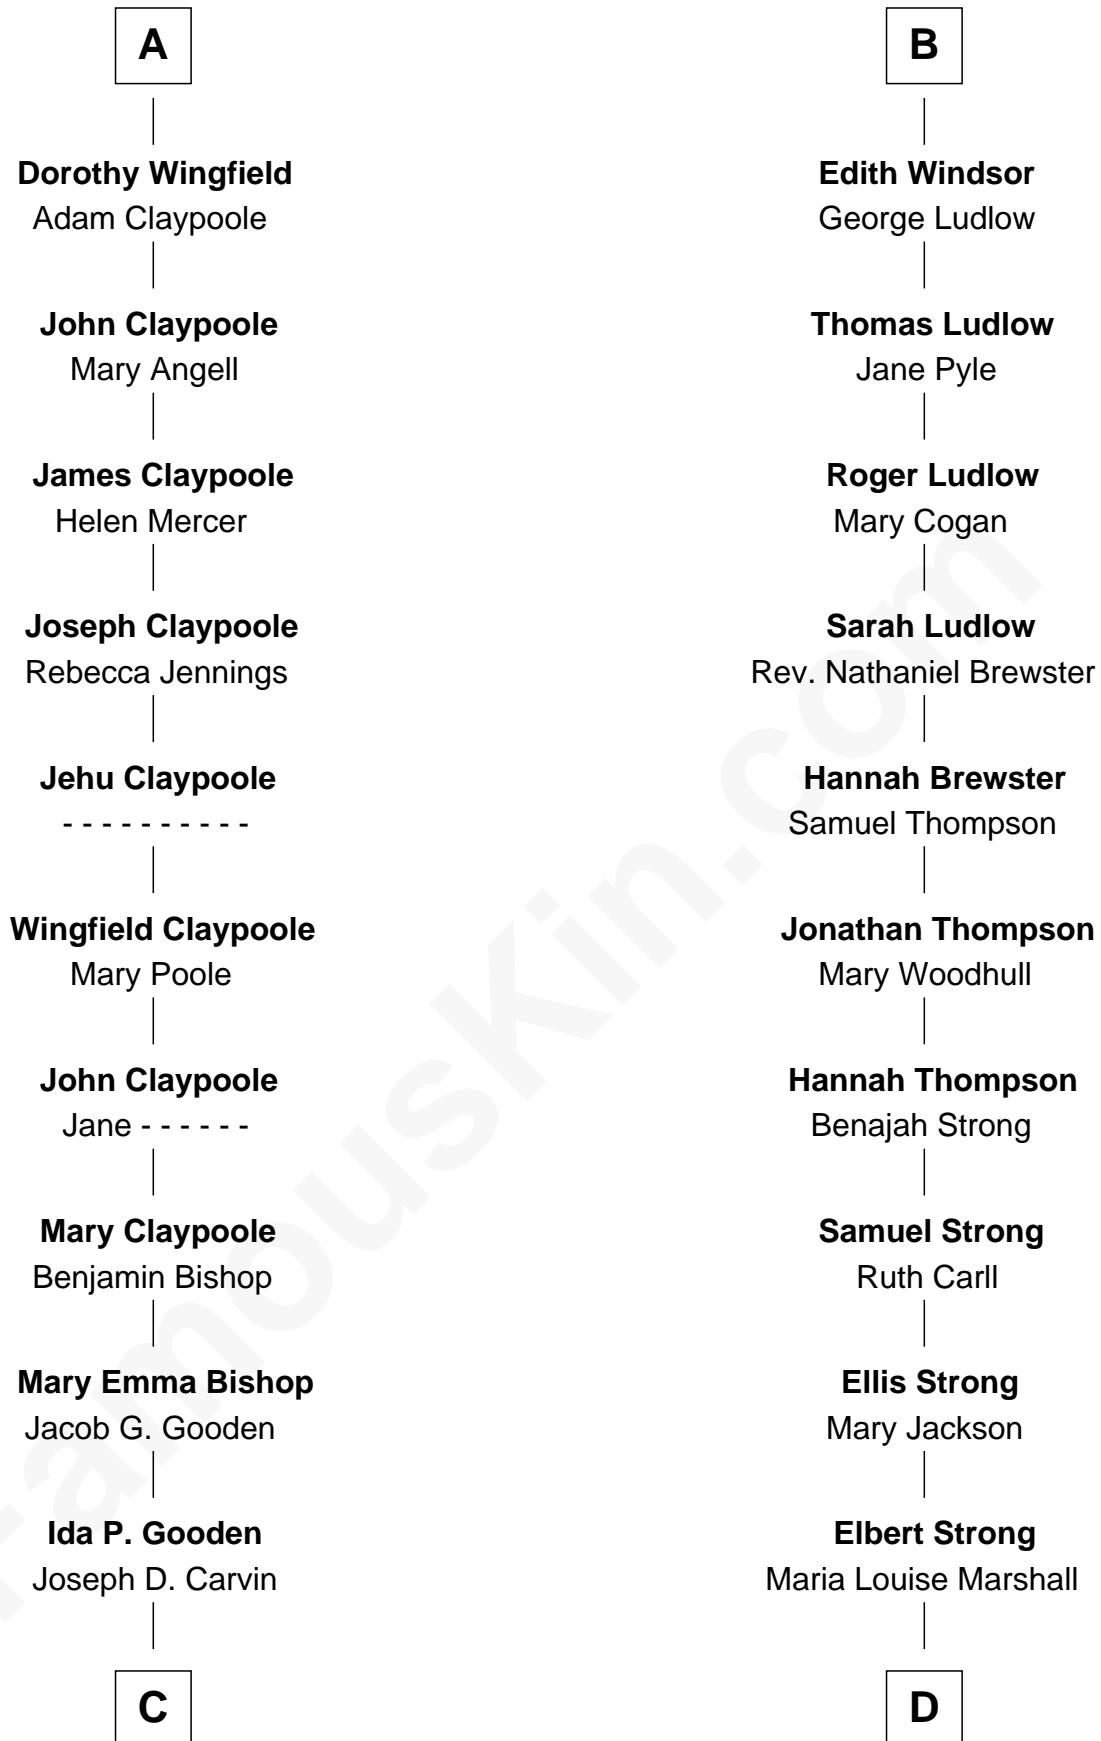 A
Dorothy Wingfield
Adam Claypoole
John Claypoole
Mary Angell
James Claypoole
Helen Mercer
Joseph Claypoole
Rebecca Jennings
Jehu Claypoole
- - - - - - - - - -
Wingfield Claypoole
Mary Poole
John Claypoole
Jane - - - - - -
Mary Claypoole
Benjamin Bishop
Mary Emma Bishop
Jacob G. Gooden
Ida P. Gooden
Joseph D. Carvin
C
B
Edith Windsor
George Ludlow
Thomas Ludlow
Jane Pyle
Roger Ludlow
Mary Cogan
Sarah Ludlow
Rev. Nathaniel Brewster
Hannah Brewster
Samuel Thompson
Jonathan Thompson
Mary Woodhull
Hannah Thompson
Benajah Strong
Samuel Strong
Ruth Carll
Ellis Strong
Mary Jackson
Elbert Strong
Maria Louise Marshall
D
FamousKin.com